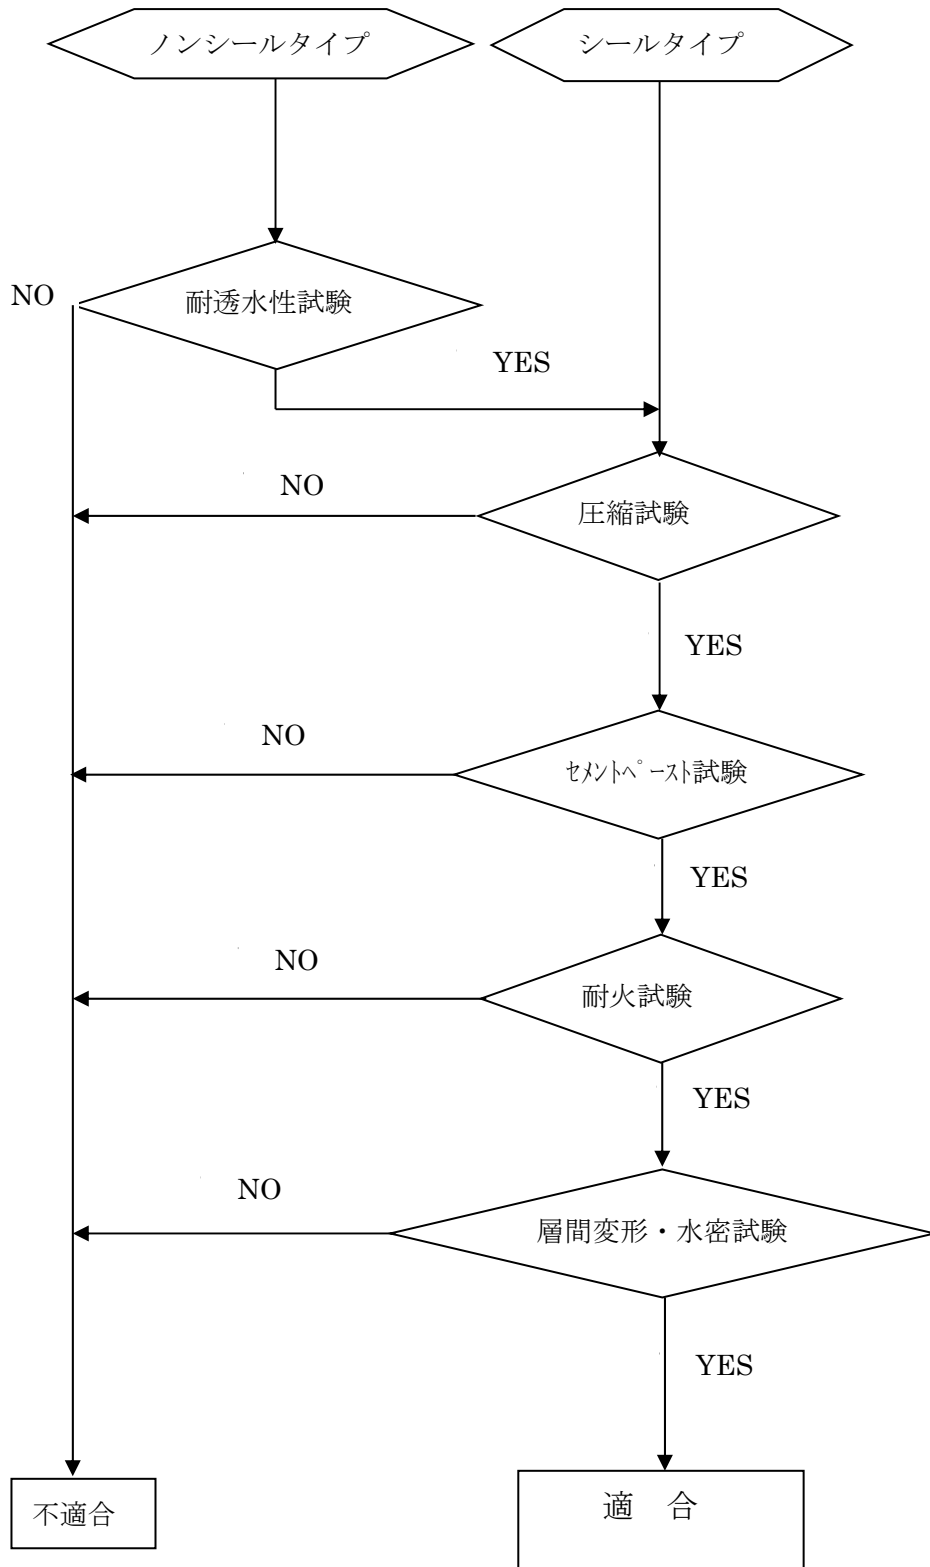 ノンシールタイプ
シールタイプ
NO
耐透水性試験
YES
NO
圧縮試験
YES
NO
ｾﾒﾝﾄﾍﾟｰｽﾄ試験
YES
NO
耐火試験
YES
NO
層間変形・水密試験
YES
不適合
適　合